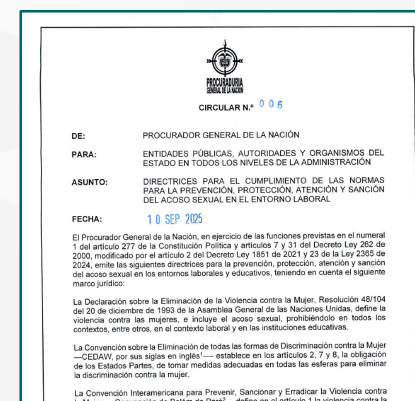 PROCURADURIA
GENERAL DE LA NACION
CIRCULAR N.º 006
DE: PROCURADOR GENERAL DE LA NACIÓN
PARA: ENTIDADES PÚBLICAS, AUTORIDADES Y ORGANISMOS DEL
ESTADO EN TODOS LOS NIVELES DE LA ADMINISTRACIÓN
ASUNTO: DIRECTRICES PARA EL CUMPLIMIENTO DE LAS NORMAS
PARA LA PREVENCIÓN, PROTECCIÓN, ATENCIÓN Y SANCIÓN
DEL ACOSO SEXUAL EN EL ENTORNO LABORAL
FECHA: 10 SEP 2025
El Procurador General de la Nación, en ejercicio de las funciones previstas en el numeral
1 del artículo 277 de la Constitución Política y artículos 7 y 31 del Decreto Ley 262 de
2000, modificado por el artículo 2 del Decreto Ley 1851 de 2021 y 23 de la Ley 2365 de
2024, emite las siguientes directrices para la prevención, protección, atención y sanción
del acoso sexual en los entornos laborales y educativos, teniendo en cuenta el siguiente
marco jurídico:
La Declaración sobre la Eliminación de la Violencia contra la Mujer, Resolución 48/104
del 20 de diciembre de 1993 de la Asamblea General de las Naciones Unidas, define la
violencia contra las mujeres, e incluye el acoso sexual, prohibiéndolo en todos los
contextos, entre otros, en el contexto laboral y en las instituciones educativas.
La Convención sobre la Eliminación de todas las formas de Discriminación contra la Mujer
—CEDAW, por sus siglas en inglés¹— establece en los artículos 2, 7 y 8, la obligación
de los Estados Partes, de tomar medidas adecuadas en todas las esferas para eliminar
la discriminación contra la mujer.
La Convención Interamericana para Prevenir, Sancionar y Erradicar la Violencia contra